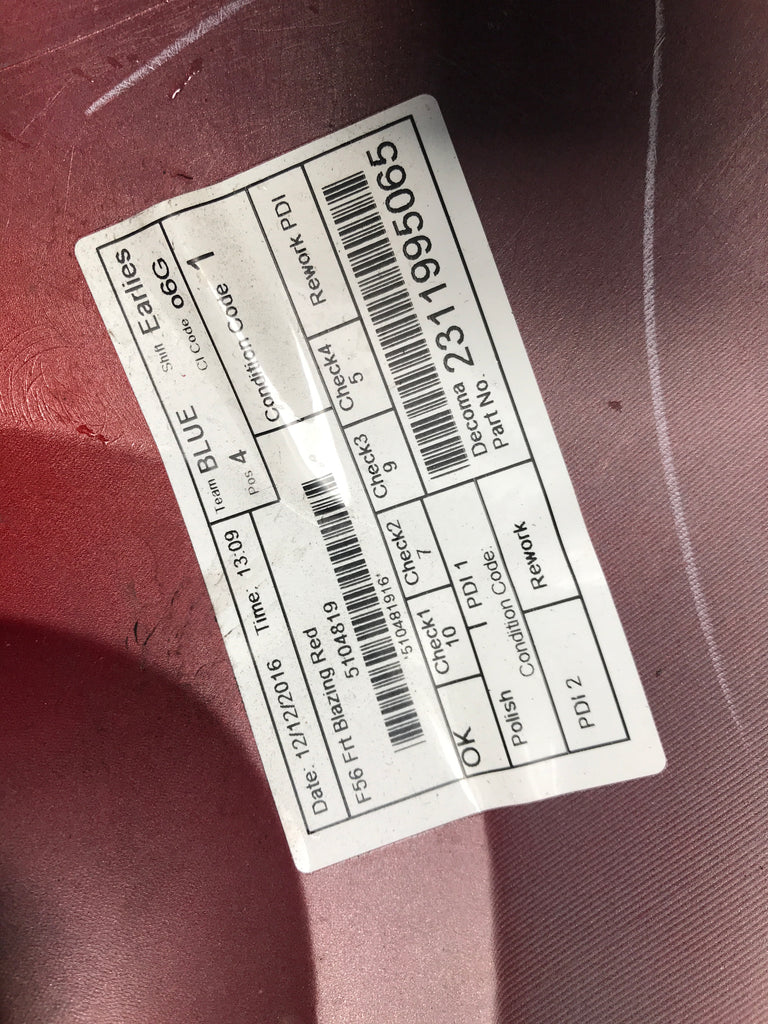 Date: 12/12/2016 Time: 13:09 Team BLUE Shift Earlies
Pos 4 CI Code 06G
F56 Frt Blazing Red Condition Code 1
5104819
510481916
OK Check1 Check2 Check3 Check4 Rework PDI
10 7 9 5
Polish PDI 1
Condition Code. Decoma
Part No. 2311995065
PDI 2 Rework